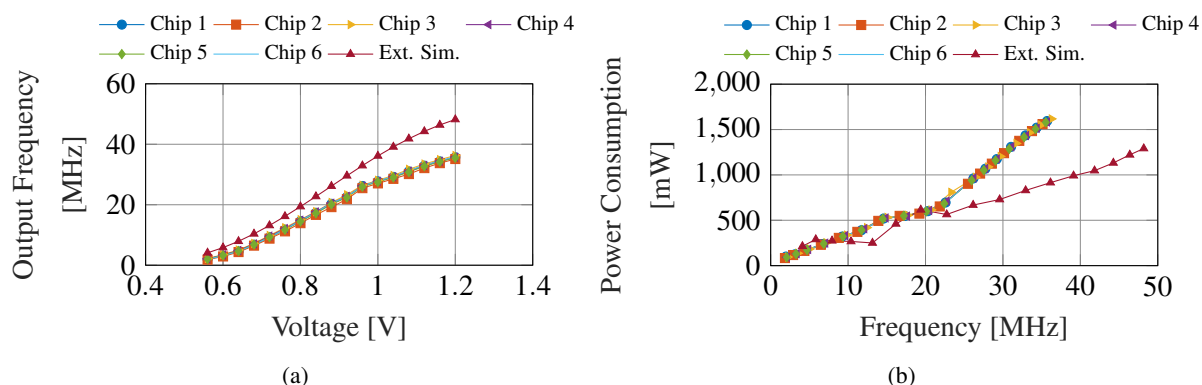 Chip 1 Chip 2 Chip 3 Chip 4
Chip 5 Chip 6 Ext. Sim.
Output Frequency
[MHz]
60
40
20
0
0.4 0.6 0.8 1 1.2 1.4
Voltage [V]
(a)
Chip 1 Chip 2 Chip 3 Chip 4
Chip 5 Chip 6 Ext. Sim.
Power Consumption
[mW]
2,000
1,500
1,000
500
0
0 10 20 30 40 50
Frequency [MHz]
(b)